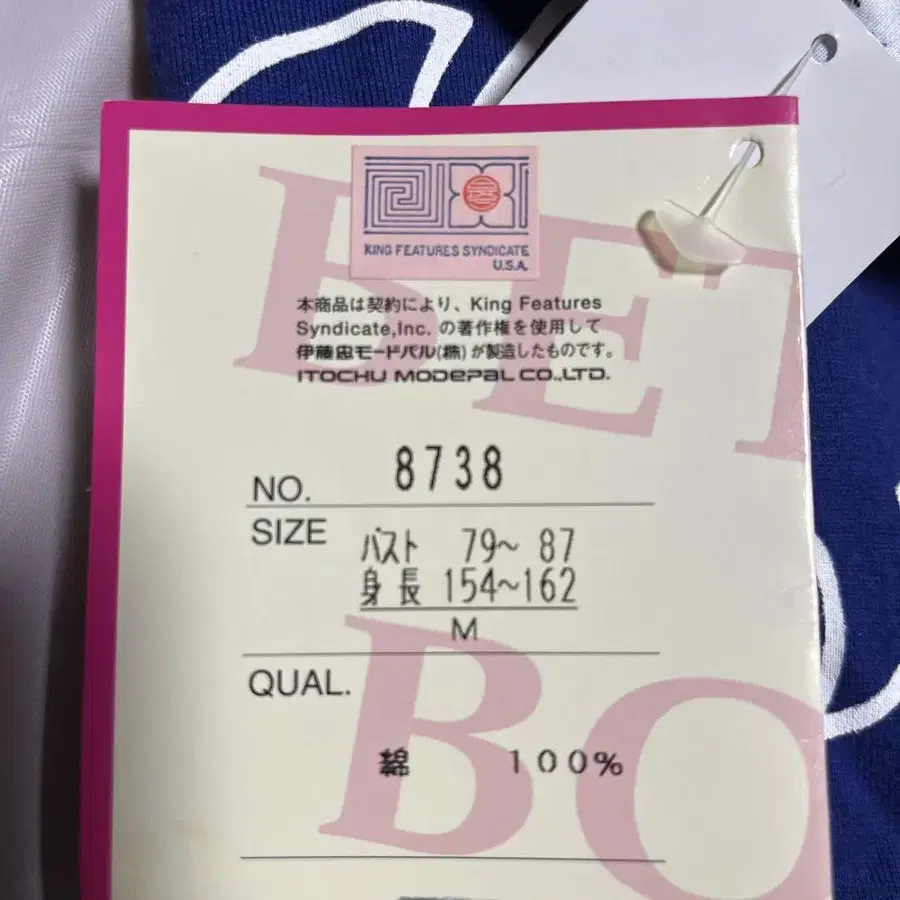 KING FEATURES SYNDICATE
U.S.A.
本商品は契約により、King Features
Syndicate,Inc. の著作権を使用して
伊藤忠モードパル(株)が製造したものです。
ITOCHU MODEPAL CO.,LTD.
BET
NO. 8738
SIZE バスト 79~87
身長 154~162
M
QUAL.
綿 100%
BO